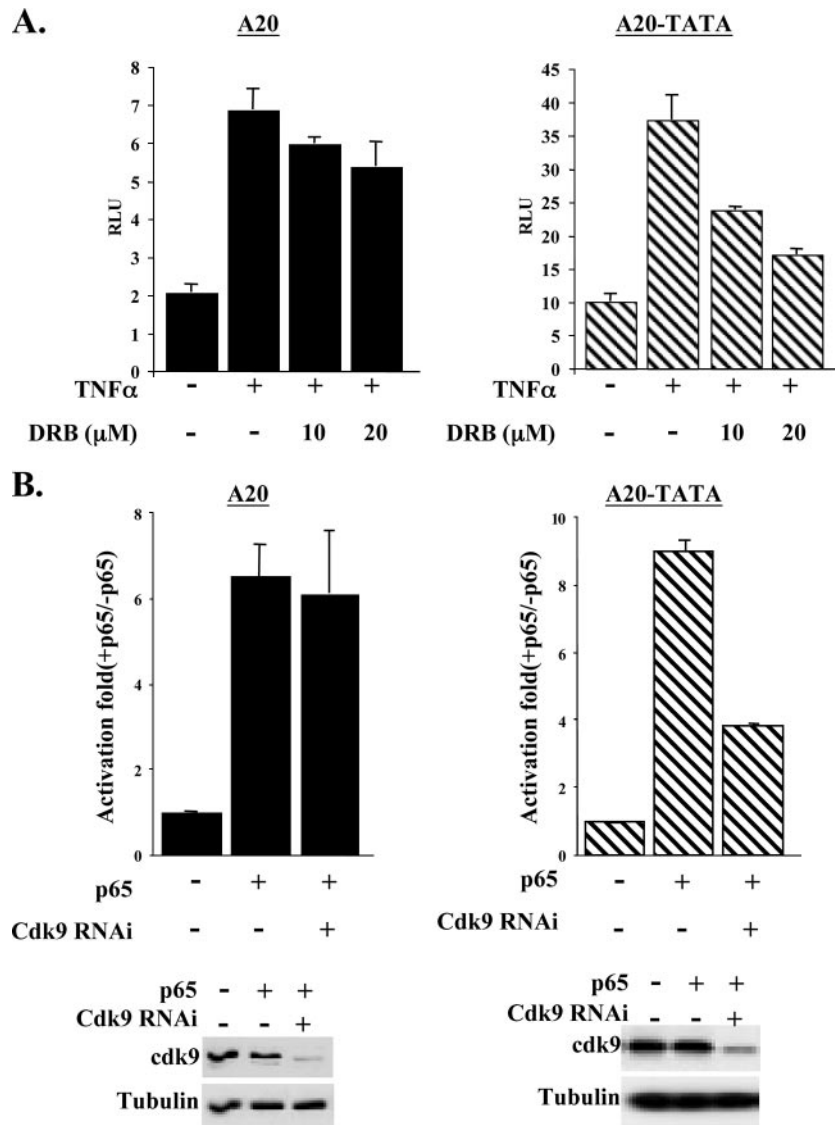 A.
A20
A20-TATA
RLU
8
7
6
5
4
3
2
1
0
RLU
45
40
35
30
25
20
15
10
5
0
TNFα - + + +
DRB (μM) - - 10 20
TNFα - + + +
DRB (μM) - - 10 20
B.
A20
A20-TATA
Activation fold(+p65/-p65)
8
6
4
2
0
Activation fold(+p65/-p65)
10
8
6
4
2
0
p65 - + +
Cdk9 RNAi - - +
p65 - + +
Cdk9 RNAi - - +
p65 - + +
Cdk9 RNAi - - +
cdk9
Tubulin
p65 - + +
Cdk9 RNAi - - +
cdk9
Tubulin